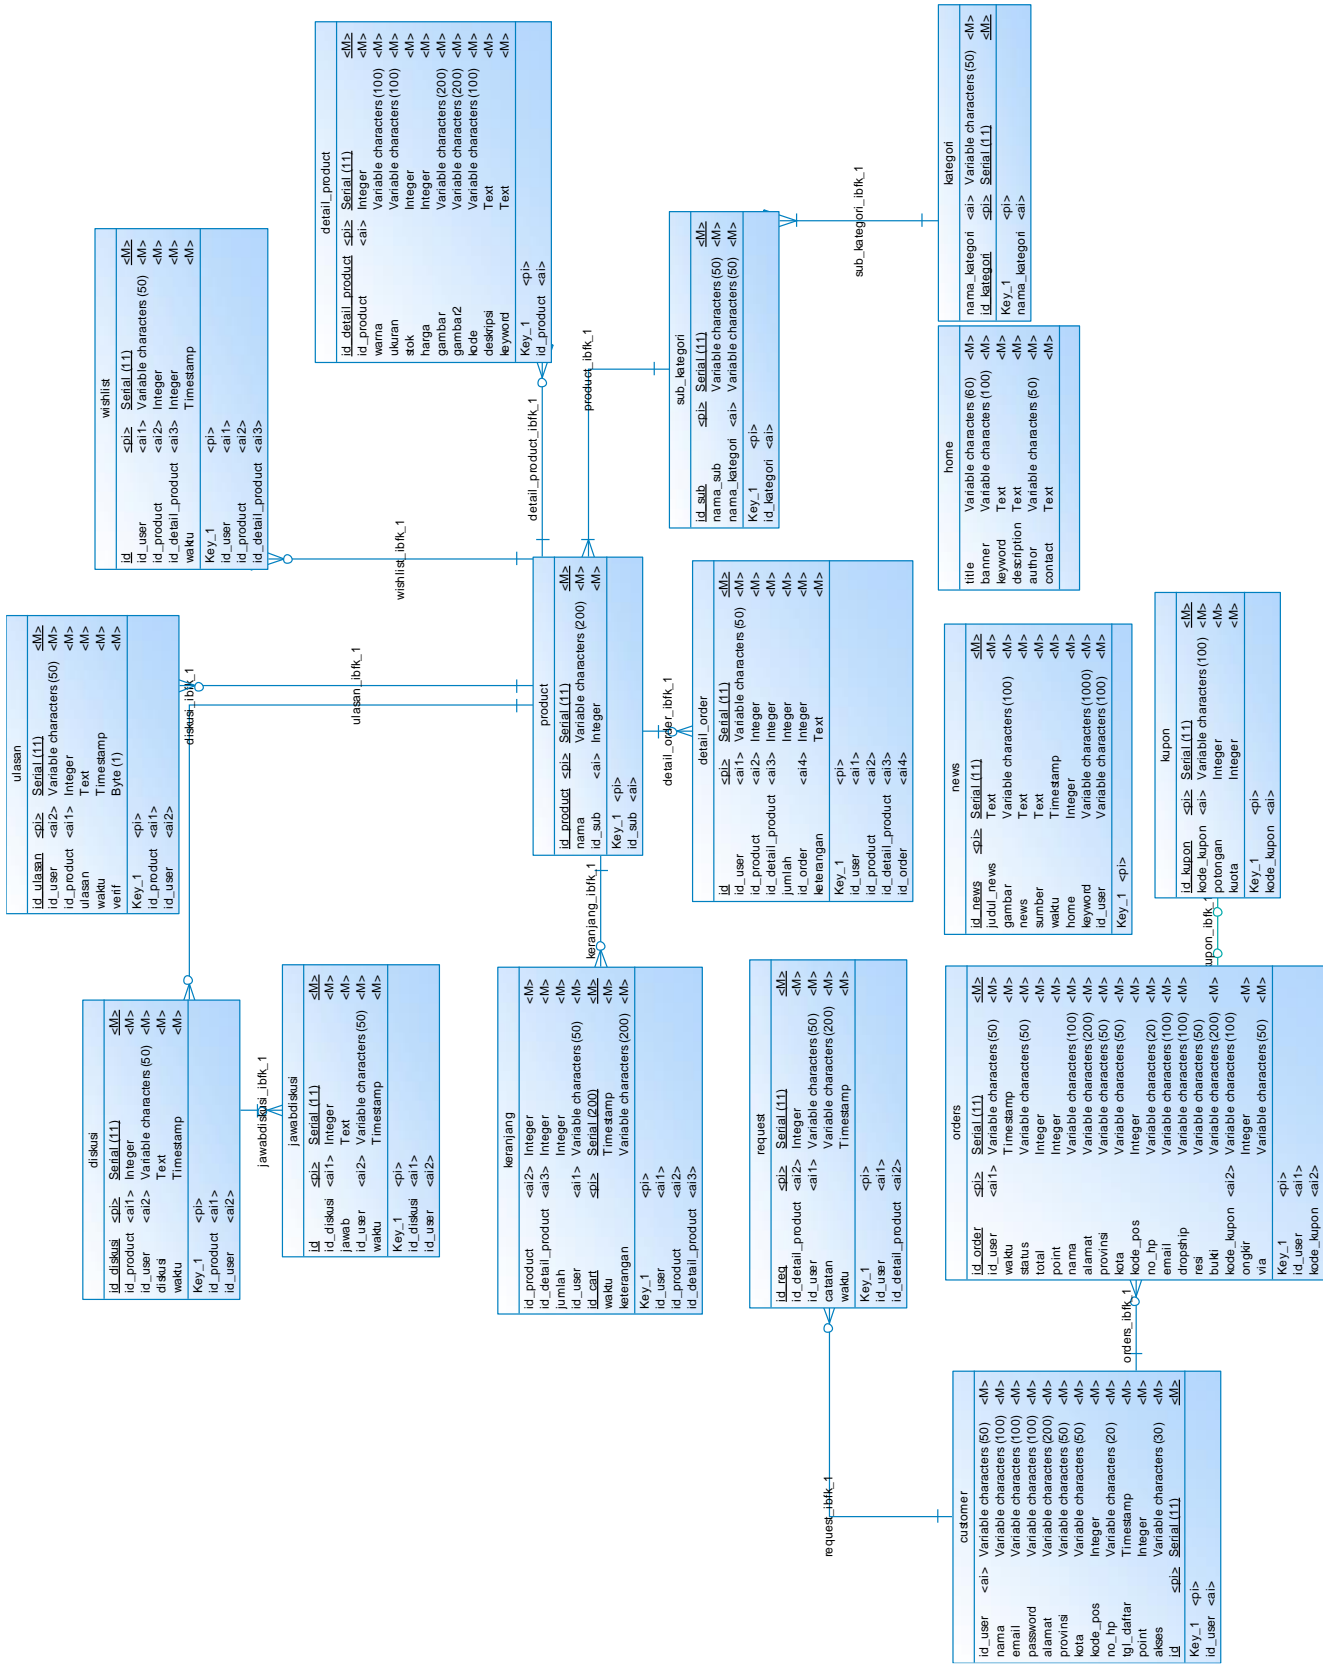 diskusi
id_diskusi <pi> Serial (11) <M>
id_product <ai1> Integer <M>
id_user <ai2> Variable characters (50) <M>
diskusi Text <M>
waktu Timestamp <M>
Key_1 <pi>
id_product <ai1>
id_user <ai2>
ulasan
id_ulasan <pi> Serial (11) <M>
id_user <ai2> Variable characters (50) <M>
id_product <ai1> Integer <M>
ulasan Text <M>
waktu Timestamp <M>
verif Byte (1) <M>
Key_1 <pi>
id_product <ai1>
id_user <ai2>
wishlist
id <pi> Serial (11) <M>
id_user <ai1> Variable characters (50) <M>
id_product <ai2> Integer <M>
id_detail_product <ai3> Integer <M>
waktu Timestamp <M>
Key_1 <pi>
id_user <ai1>
id_product <ai2>
id_detail_product <ai3>
diskusi_ibfk_1
jawabdiskusi_ibfk_1
ulasan_ibfk_1
wishlist_ibfk_1
jawabdiskusi
id <pi> Serial (11) <M>
id_diskusi <ai1> Integer <M>
jawab Text <M>
id_user <ai2> Variable characters (50) <M>
waktu Timestamp <M>
Key_1 <pi>
id_diskusi <ai1>
id_user <ai2>
detail_product
id_detail_product <pi> Serial (11) <M>
id_product <ai> Integer <M>
warna Variable characters (100) <M>
ukuran Variable characters (100) <M>
stok Integer <M>
harga Integer <M>
gambar Variable characters (200) <M>
gambar2 Variable characters (200) <M>
kode Variable characters (100) <M>
deskripsi Text <M>
keyword Text <M>
Key_1 <pi>
id_product <ai>
keranjang
id_product <ai2> Integer <M>
id_detail_product <ai3> Integer <M>
jumlah Integer <M>
id_user <ai1> Variable characters (50) <M>
id_cart <pi> Serial (200) <M>
waktu Timestamp <M>
keterangan Variable characters (200) <M>
Key_1 <pi>
id_user <ai1>
id_product <ai2>
id_detail_product <ai3>
keranjang_ibfk_1
product
id_product <pi> Serial (11) <M>
nama Variable characters (200) <M>
id_sub <ai> Integer <M>
Key_1 <pi>
id_sub <ai>
detail_product_ibfk_1
product_ibfk_1
detail_order_ibfk_1
sub_kategori
id_sub <pi> Serial (11) <M>
nama_sub Variable characters (50) <M>
nama_kategori <ai> Variable characters (50) <M>
Key_1 <pi>
id_kategori <ai>
detail_order
id <pi> Serial (11) <M>
id_user <ai1> Variable characters (50) <M>
id_product <ai2> Integer <M>
id_detail_product <ai3> Integer <M>
jumlah Integer <M>
id_order <ai4> Integer <M>
keterangan Text <M>
Key_1 <pi>
id_user <ai1>
id_product <ai2>
id_detail_product <ai3>
id_order <ai4>
request
id_req <pi> Serial (11) <M>
id_detail_product <ai2> Integer <M>
id_user <ai1> Variable characters (50) <M>
catatan Variable characters (200) <M>
waktu Timestamp <M>
Key_1 <pi>
id_user <ai1>
id_detail_product <ai2>
request_ibfk_1
sub_kategori_ibfk_1
customer
id_user <ai> Variable characters (50) <M>
nama Variable characters (100) <M>
email Variable characters (100) <M>
password Variable characters (100) <M>
alamat Variable characters (200) <M>
provinsi Variable characters (50) <M>
kota Variable characters (50) <M>
kode_pos Integer <M>
no_hp Variable characters (20) <M>
tgl_daftar Timestamp <M>
point Integer <M>
akses Variable characters (30) <M>
id <pi> Serial (11) <M>
Key_1 <pi>
id_user <ai>
orders_ibfk_1
orders
id_order <pi> Serial (11) <M>
id_user <ai1> Variable characters (50) <M>
waktu Timestamp <M>
status Variable characters (50) <M>
total Integer <M>
point Integer <M>
nama Variable characters (100) <M>
alamat Variable characters (200) <M>
provinsi Variable characters (50) <M>
kota Variable characters (50) <M>
kode_pos Integer <M>
no_hp Variable characters (20) <M>
email Variable characters (100) <M>
dropship Variable characters (100) <M>
resi Variable characters (50)
buki Variable characters (200) <M>
kode_kupon <ai2> Variable characters (100)
ongkir Integer <M>
via Variable characters (50) <M>
Key_1 <pi>
id_user <ai1>
kode_kupon <ai2>
upon_ibfk_1
news
id_news <pi> Serial (11) <M>
judul_news Text <M>
gambar Variable characters (100) <M>
news Text <M>
sumber Text <M>
waktu Timestamp <M>
home Integer <M>
keyword Variable characters (1000) <M>
id_user Variable characters (100) <M>
Key_1 <pi>
home
title Variable characters (60) <M>
banner Variable characters (100) <M>
keyword Text <M>
description Text <M>
author Variable characters (50) <M>
contact Text <M>
kategori
nama_kategori <ai> Variable characters (50) <M>
id_kategori <pi> Serial (11) <M>
Key_1 <pi>
nama_kategori <ai>
kupon
id_kupon <pi> Serial (11) <M>
kode_kupon <ai> Variable characters (100) <M>
potongan Integer <M>
kuota Integer <M>
Key_1 <pi>
kode_kupon <ai>